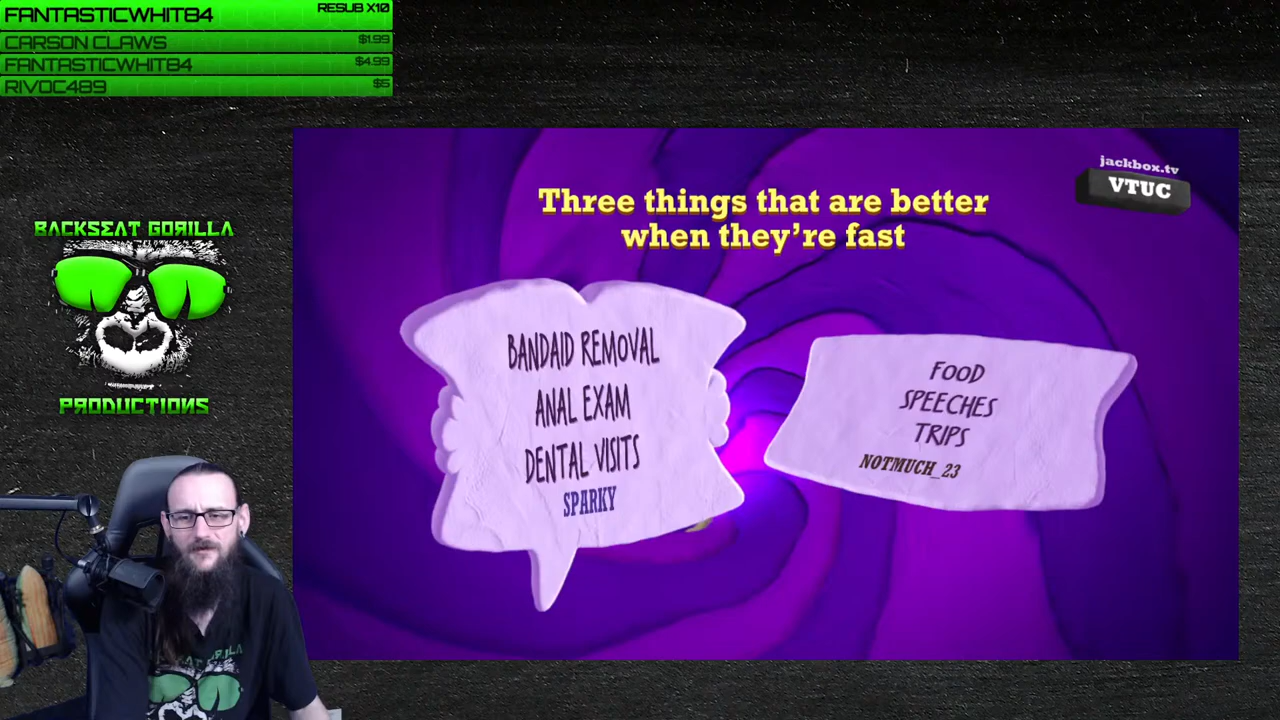 FANTASTICWHIT84 RESUB X10
CARSON CLAWS $1.99
FANTASTICWHIT84 $4.99
RIVOC489 $5
jackbox.tv
VTUC
Three things that are better
when they're fast
BACKSEAT GORILLA
PRODUCTIONS
BANDAID REMOVAL
ANAL EXAM
DENTAL VISITS
SPARKY
FOOD
SPEECHES
TRIPS
NOTMUCH_23